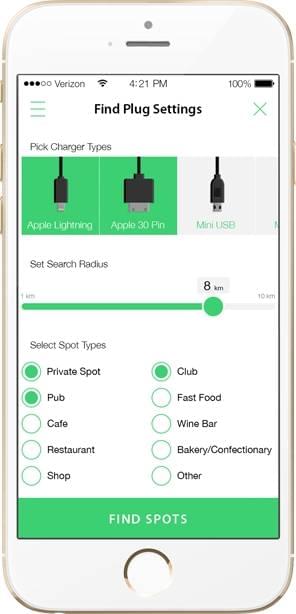 Verizon 4:21 PM 100%
Find Plug Settings
Pick Charger Types
Apple Lightning Apple 30 Pin Mini USB
Set Search Radius
8 km
1 km 10 km
Select Spot Types
Private Spot Club
Pub Fast Food
Cafe Wine Bar
Restaurant Bakery/Confectionary
Shop Other
FIND SPOTS